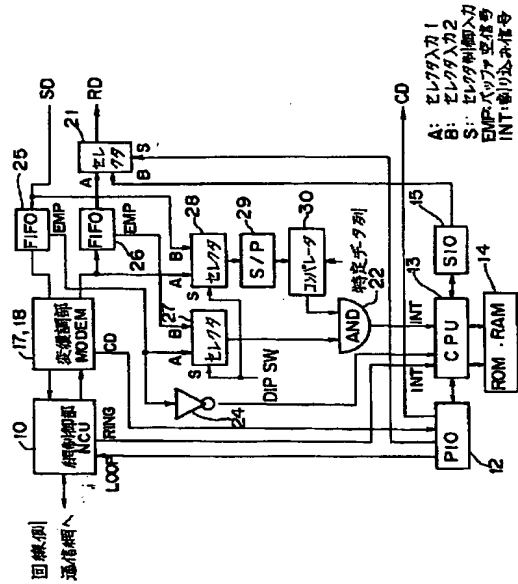 回線側
通信網へ
10
網制御部
NCU
LOOP
RING
17,18
変復調部
MODEM
CD
25
FIFO
EMP
SD
FIFO
EMP
26
21
セレクタ
A
B
S
RD
27
A
B
S
セレクタ
28
A
B
S
セレクタ
29
S/P
30
コンパレータ
特定データ列
DIP SW
24
AND
22
INT
INT
13
CPU
15
SIO
14
ROM.RAM
PIO
12
CD
A: セレクタ入力1
B: セレクタ入力2
S: セレクタ制御入力
EMP:バッファ空信号
INT:割り込み信号